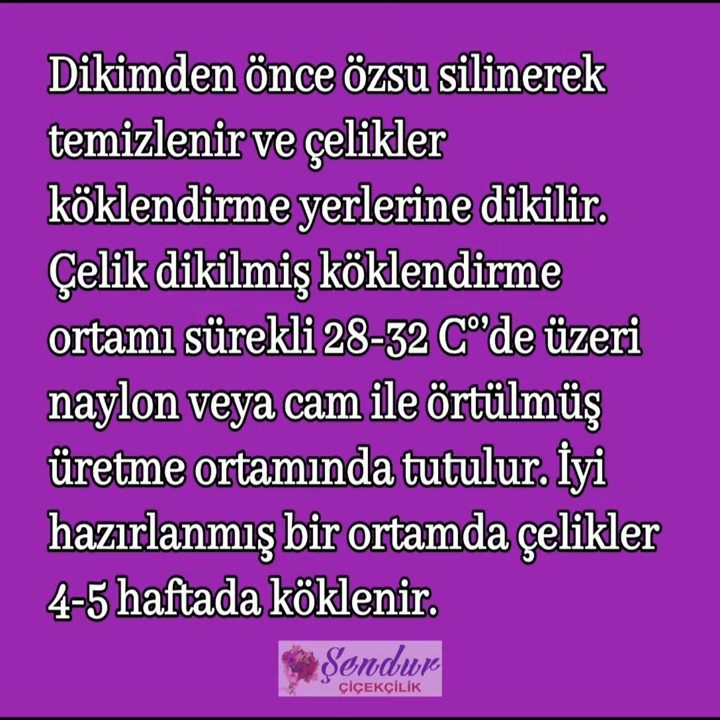 Dikimden önce özsu silinerek
temizlenir ve çelikler
köklendirme yerlerine dikilir.
Çelik dikilmiş köklendirme
ortamı sürekli 28-32 C°’de üzeri
naylon veya cam ile örtülmüş
üretme ortamında tutulur. İyi
hazırlanmış bir ortamda çelikler
4-5 haftada köklenir.
Şendur
ÇİÇEKÇİLİK